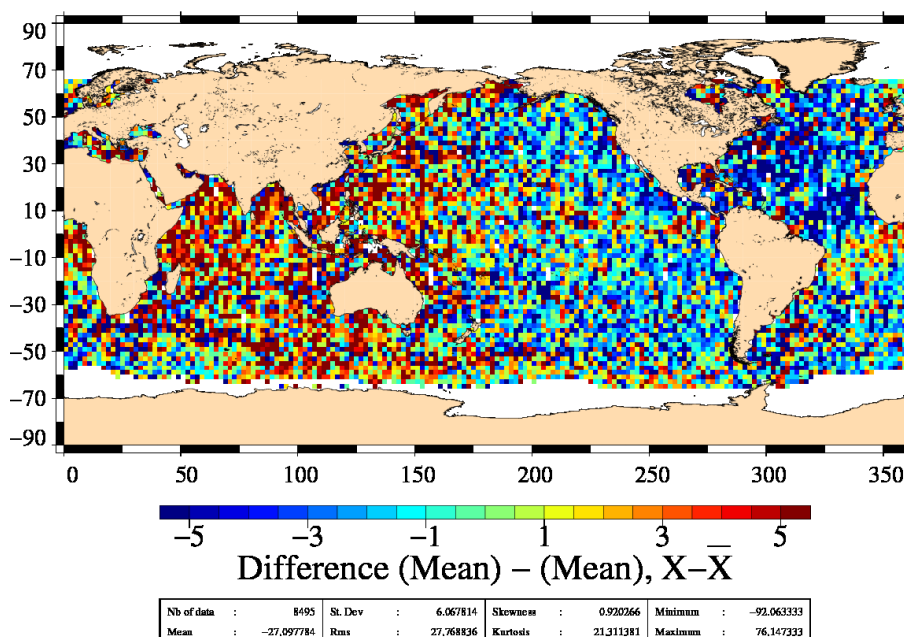 90
70
50
30
10
−10
−30
−50
−70
−90
0 50 100 150 200 250 300 350
−5 −3 −1 1 3 5
Difference (Mean) − (Mean), X−X̅
Nb of data : 8495 St. Dev : 6.067814 Skewness : 0.920266 Minimum : −92.063333
Mean : −27.097784 Rms : 27.768836 Kurtosis : 21.311381 Maximum : 76.147333